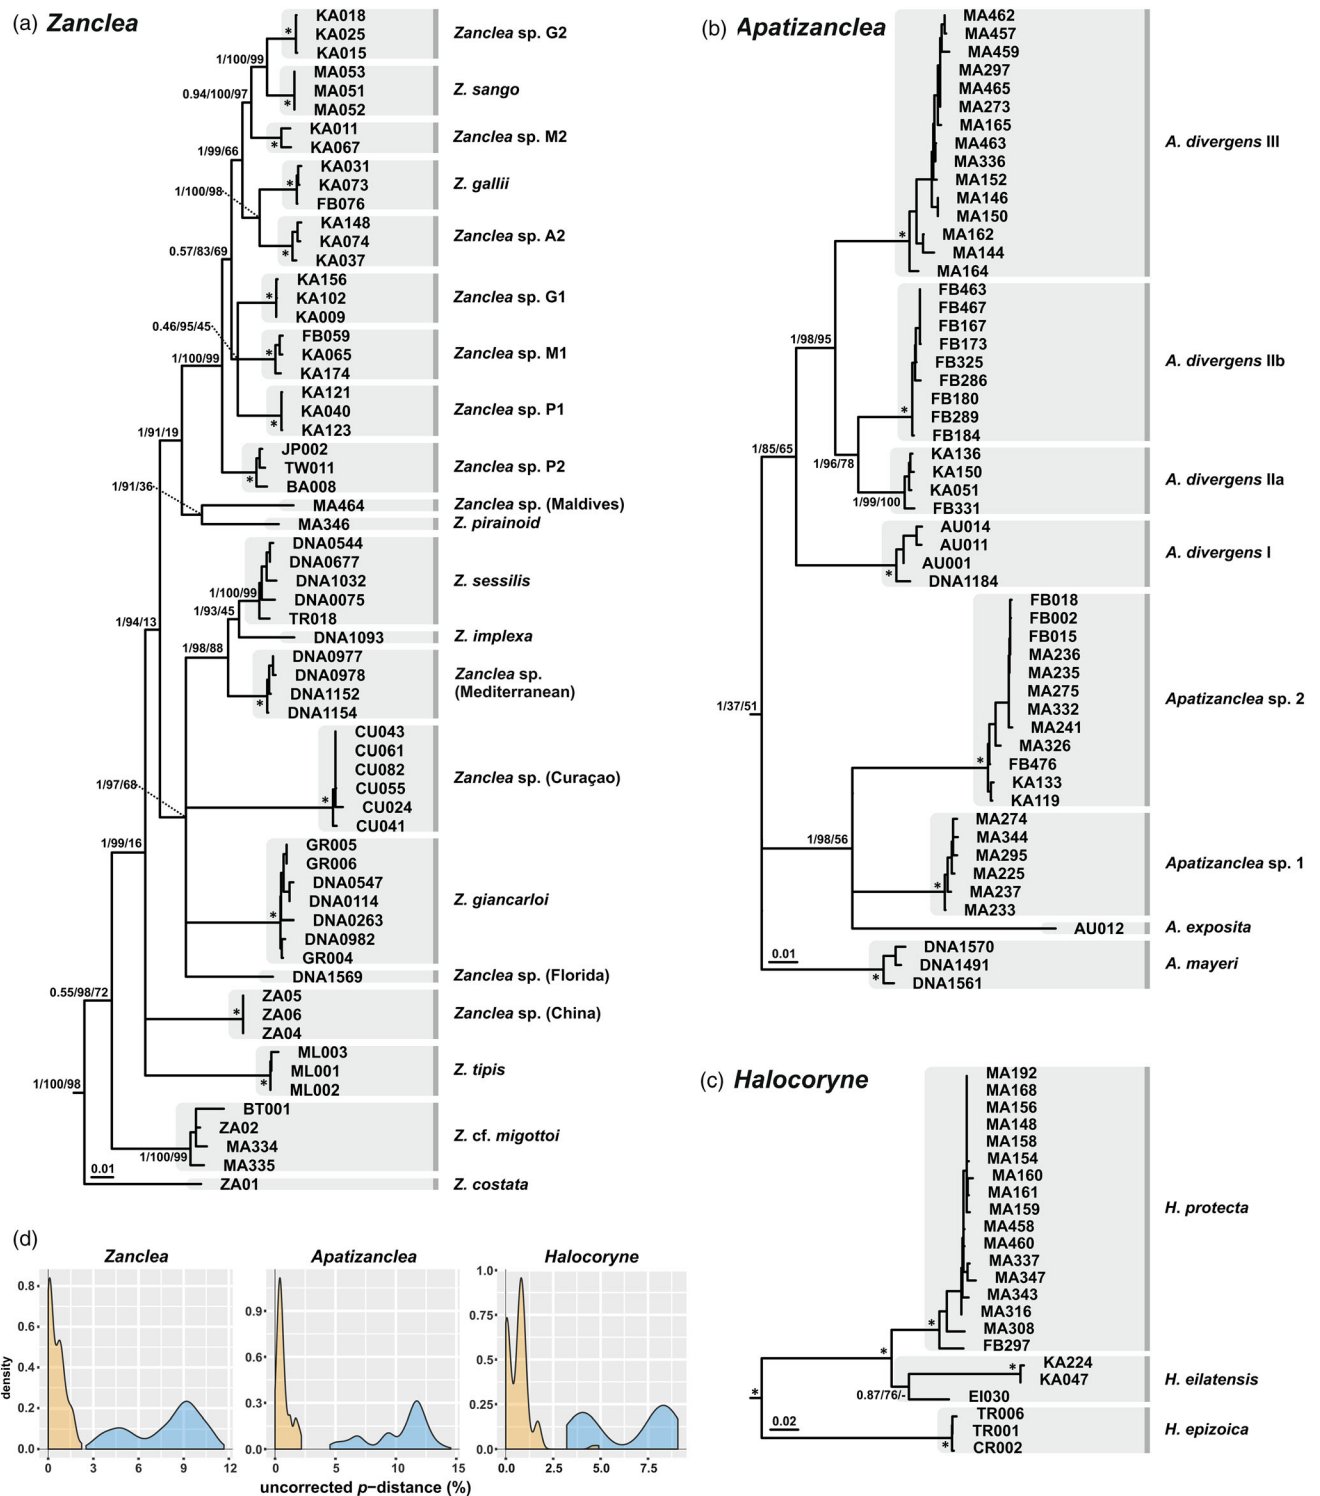 (a) Zanclea
KA018
KA025
KA015
Zanclea sp. G2
*
1/100/99
MA053
MA051
MA052
Z. sango
*
0.94/100/97
KA011
KA067
Zanclea sp. M2
*
1/99/66
KA031
KA073
FB076
Z. gallii
*
1/100/98
KA148
KA074
KA037
Zanclea sp. A2
*
0.57/83/69
KA156
KA102
KA009
Zanclea sp. G1
*
0.46/95/45
FB059
KA065
KA174
Zanclea sp. M1
*
1/100/99
KA121
KA040
KA123
Zanclea sp. P1
*
1/91/19
JP002
TW011
BA008
Zanclea sp. P2
*
1/91/36
MA464
Zanclea sp. (Maldives)
MA346
Z. pirainoid
DNA0544
DNA0677
DNA1032
DNA0075
TR018
Z. sessilis
1/100/99
1/93/45
1/94/13
DNA1093
Z. implexa
1/98/88
DNA0977
DNA0978
DNA1152
DNA1154
Zanclea sp.
(Mediterranean)
*
CU043
CU061
CU082
CU055
CU024
CU041
Zanclea sp. (Curaçao)
*
1/97/68
1/99/16
GR005
GR006
DNA0547
DNA0114
DNA0263
DNA0982
GR004
Z. giancarloi
*
DNA1569
Zanclea sp. (Florida)
0.55/98/72
ZA05
ZA06
ZA04
Zanclea sp. (China)
*
ML003
ML001
ML002
Z. tipis
*
1/100/98
BT001
ZA02
MA334
MA335
Z. cf. migottoi
1/100/99
0.01
ZA01
Z. costata
(b) Apatizanclea
MA462
MA457
MA459
MA297
MA465
MA273
MA165
MA463
MA336
MA152
MA146
MA150
MA162
MA144
MA164
A. divergens III
*
FB463
FB467
FB167
FB173
FB325
FB286
FB180
FB289
FB184
A. divergens IIb
*
1/98/95
1/85/65
1/96/78
KA136
KA150
KA051
FB331
A. divergens IIa
1/99/100
AU014
AU011
AU001
DNA1184
A. divergens I
*
FB018
FB002
FB015
MA236
MA235
MA275
MA332
MA241
MA326
FB476
KA133
KA119
Apatizanclea sp. 2
*
1/37/51
1/98/56
MA274
MA344
MA295
MA225
MA237
MA233
Apatizanclea sp. 1
*
AU012
A. exposita
0.01
DNA1570
DNA1491
DNA1561
A. mayeri
*
(c) Halocoryne
MA192
MA168
MA156
MA148
MA158
MA154
MA160
MA161
MA159
MA458
MA460
MA337
MA347
MA343
MA316
MA308
FB297
H. protecta
*
*
KA224
KA047
EI030
H. eilatensis
*
0.87/76/-
*
0.02
TR006
TR001
CR002
H. epizoica
*
(d)
Zanclea
Apatizanclea
Halocoryne
density
0.8
0.6
0.4
0.2
0.0
0 3 6 9 12
0.9
0.6
0.3
0.0
0 5 10 15
1.0
0.75
0.5
0.25
0.00
0.0 2.5 5.0 7.5
uncorrected p−distance (%)